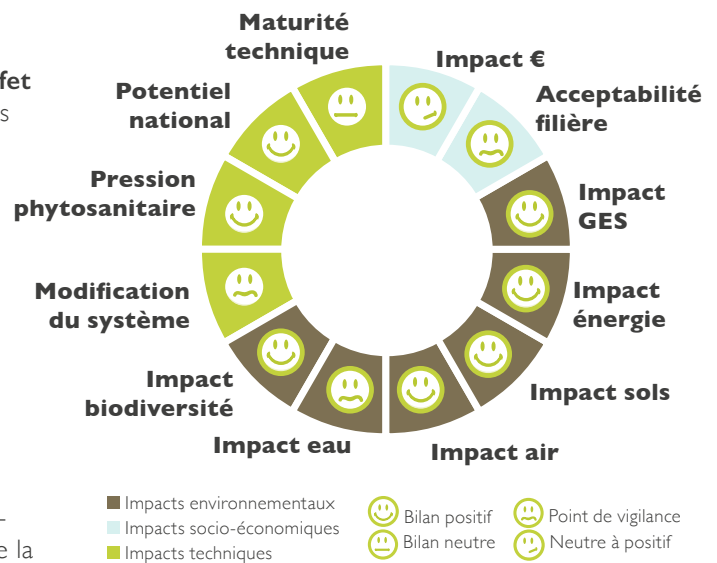 fet
s
Maturité
technique
Impact €
Potentiel
national
Acceptabilité
filière
Pression
phytosanitaire
Impact
GES
Modification
du système
Impact
énergie
Impact
biodiversité
Impact sols
Impact eau
Impact air
-
e la
Impacts environnementaux
Impacts socio-économiques
Impacts techniques
Bilan positif
Point de vigilance
Bilan neutre
Neutre à positif